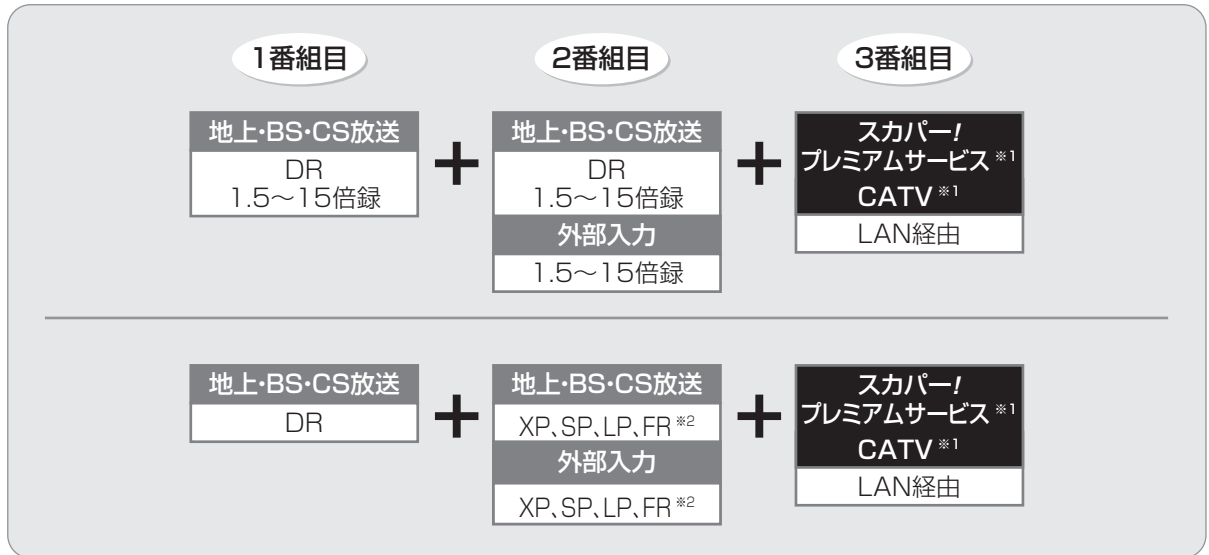 1番組目
2番組目
3番組目
地上•BS•CS放送
DR
1.5〜15倍録
+
地上•BS•CS放送
DR
1.5〜15倍録
外部入力
1.5〜15倍録
+
スカパー!
プレミアムサービス※1
CATV※1
LAN経由
地上•BS•CS放送
DR
+
地上•BS•CS放送
XP、SP、LP、FR※2
外部入力
XP、SP、LP、FR※2
+
スカパー!
プレミアムサービス※1
CATV※1
LAN経由